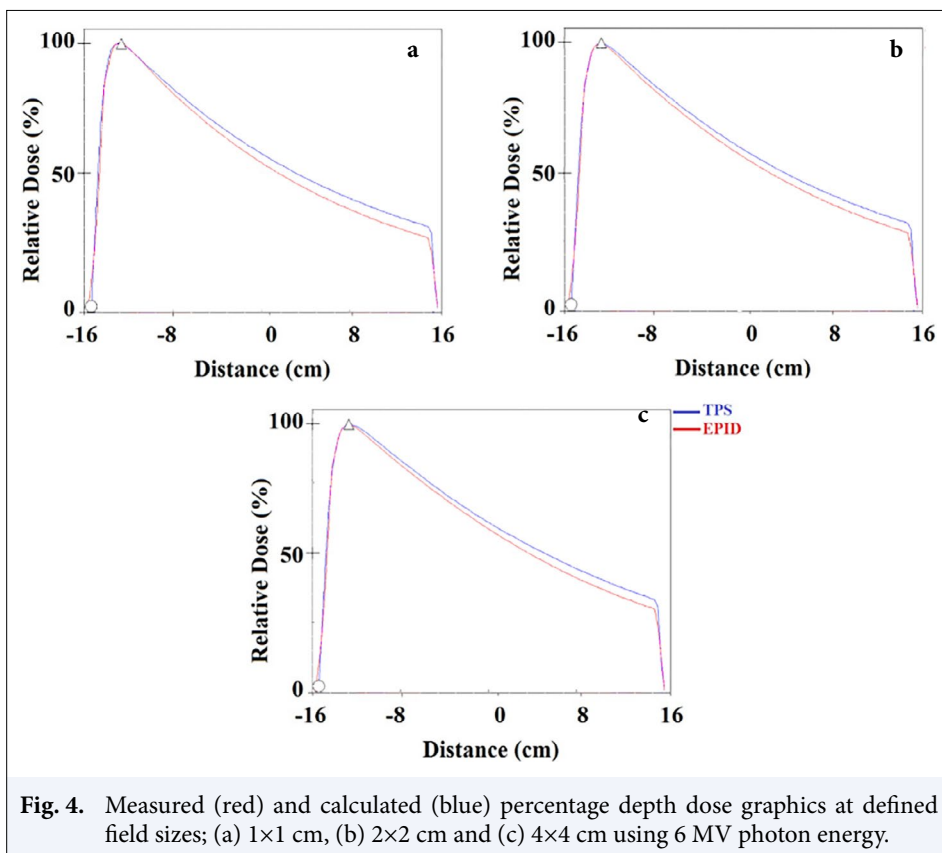 a
100
50
0
Relative Dose (%)
-16 -8 0 8 16
Distance (cm)
b
100
50
0
Relative Dose (%)
-16 -8 0 8 16
Distance (cm)
c
TPS
EPID
100
50
0
Relative Dose (%)
-16 -8 0 8 16
Distance (cm)
Fig. 4. Measured (red) and calculated (blue) percentage depth dose graphics at defined
field sizes; (a) 1×1 cm, (b) 2×2 cm and (c) 4×4 cm using 6 MV photon energy.